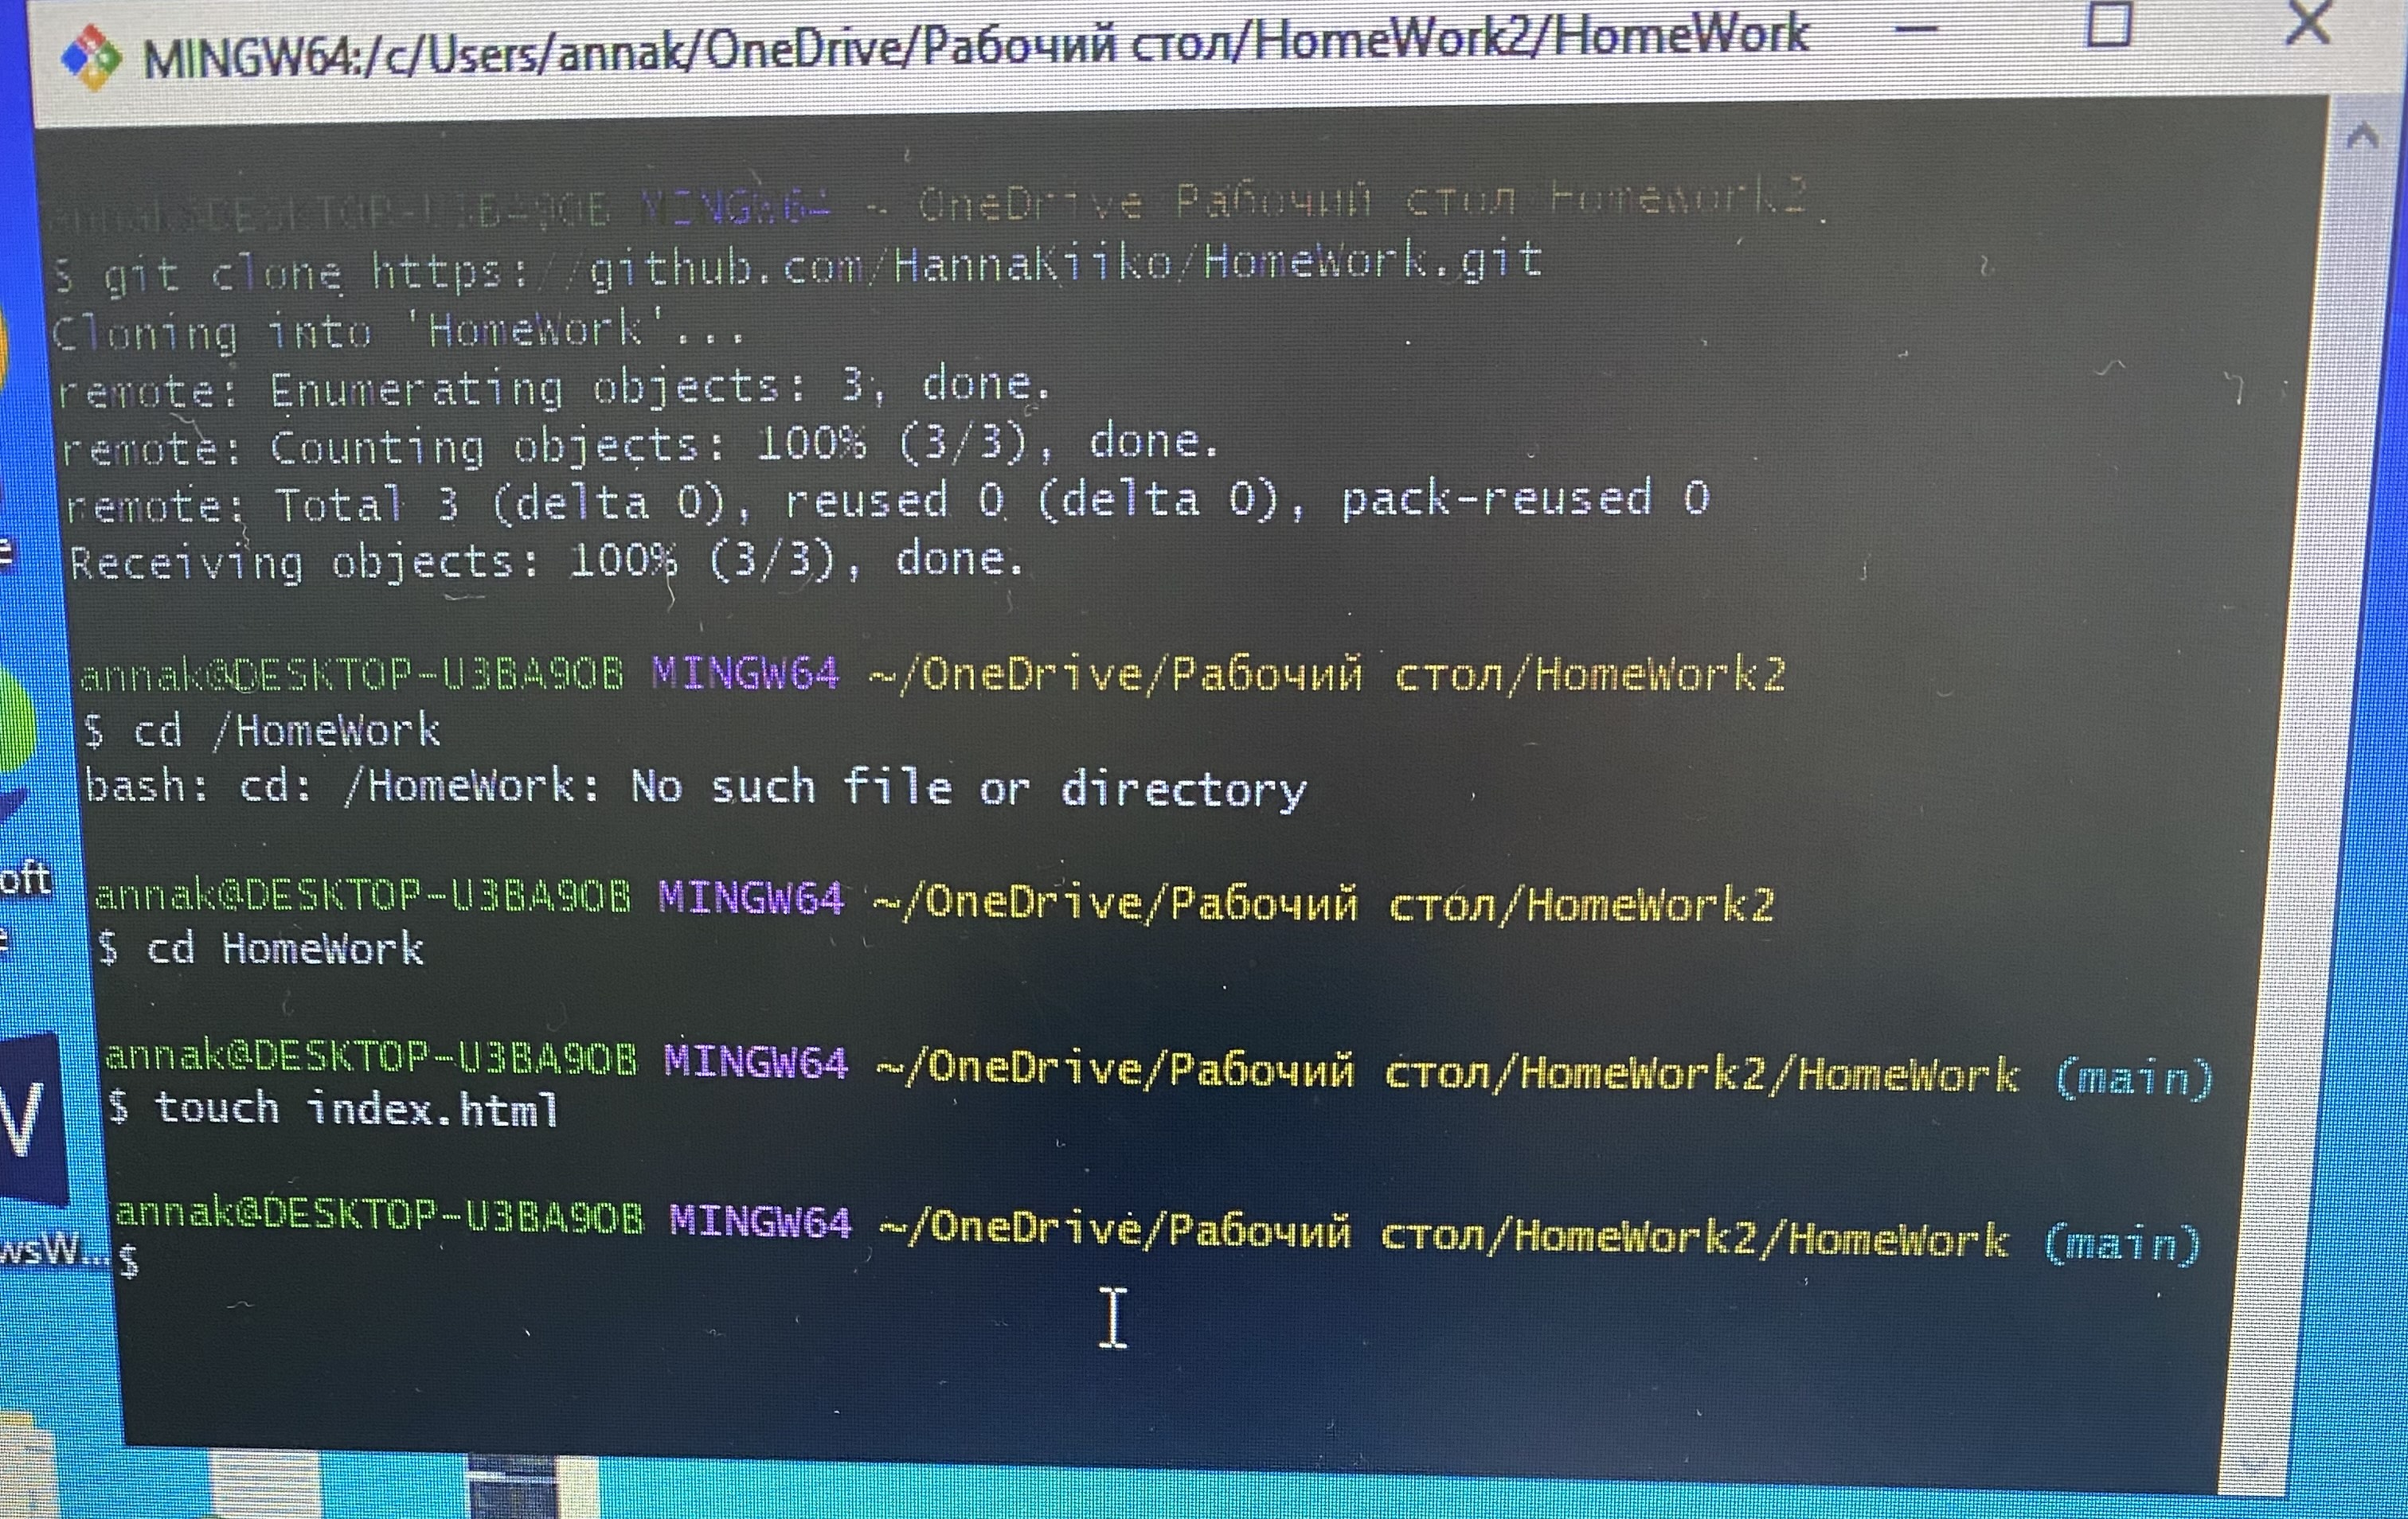 MINGW64:/c/Users/annak/OneDrive/Рабочий стол/HomeWork2/HomeWork
annak@DESKTOP-U3BA9OB MINGW64 ~ OneDrive Рабочий стол HomeWork2
$ git clone https://github.com/HannaKiiko/HomeWork.git
Cloning into 'HomeWork'...
remote: Enumerating objects: 3, done.
remote: Counting objects: 100% (3/3), done.
remote: Total 3 (delta 0), reused 0 (delta 0), pack-reused 0
Receiving objects: 100% (3/3), done.
annak@DESKTOP-U3BA9OB MINGW64 ~/OneDrive/Рабочий стол/HomeWork2
$ cd /HomeWork
bash: cd: /HomeWork: No such file or directory
annak@DESKTOP-U3BA9OB MINGW64 ~/OneDrive/Рабочий стол/HomeWork2
$ cd HomeWork
annak@DESKTOP-U3BA9OB MINGW64 ~/OneDrive/Рабочий стол/HomeWork2/HomeWork (main)
$ touch index.html
annak@DESKTOP-U3BA9OB MINGW64 ~/OneDrive/Рабочий стол/HomeWork2/HomeWork (main)
$
oft
V
wsW...